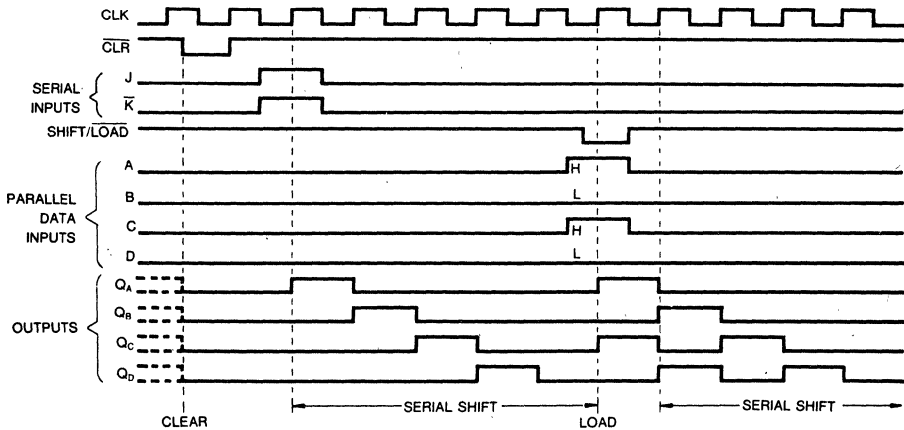 CLK
CLR
J
SERIAL
INPUTS
K
SHIFT/LOAD
A
H
B
L
PARALLEL
DATA
INPUTS
C
H
D
L
QA
QB
OUTPUTS
QC
QD
SERIAL SHIFT
SERIAL SHIFT
CLEAR
LOAD